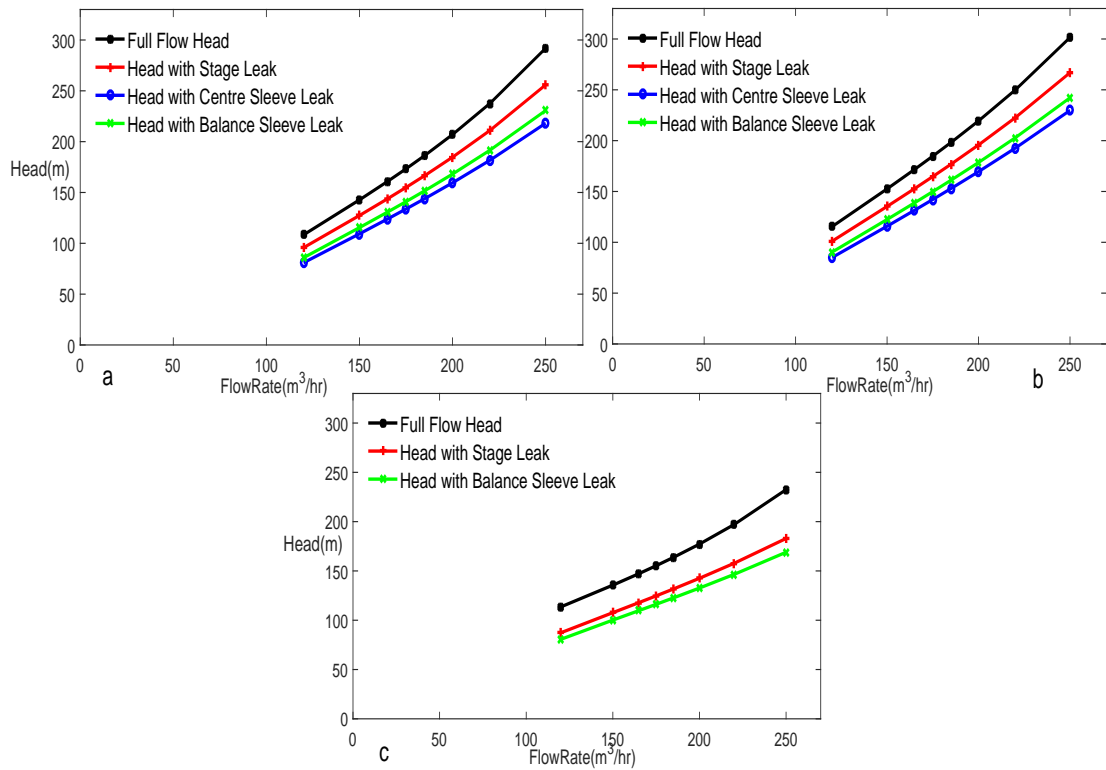 300
250
200
150
100
50
0
Head(m)
Full Flow Head
Head with Stage Leak
Head with Centre Sleeve Leak
Head with Balance Sleeve Leak
0 50 100 150 200 250
a
FlowRate(m³/hr)
300
250
200
150
100
50
0
Full Flow Head
Head with Stage Leak
Head with Centre Sleeve Leak
Head with Balance Sleeve Leak
0 50 100 150 200 250
FlowRate(m³/hr)
b
300
250
200
150
100
50
0
Head(m)
Full Flow Head
Head with Stage Leak
Head with Balance Sleeve Leak
0 50 100 150 200 250
c
FlowRate(m³/hr)